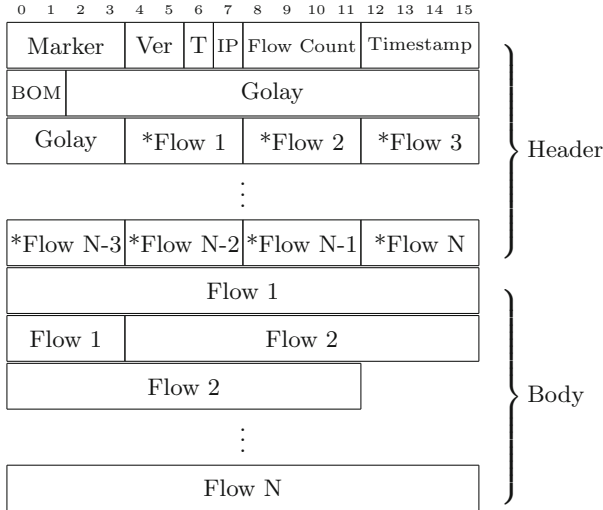 0 1 2 3 4 5 6 7 8 9 10 11 12 13 14 15
Marker Ver T IP Flow Count Timestamp
BOM Golay
Golay *Flow 1 *Flow 2 *Flow 3
Header
*Flow N-3 *Flow N-2 *Flow N-1 *Flow N
Flow 1
Flow 1 Flow 2
Flow 2
Body
Flow N